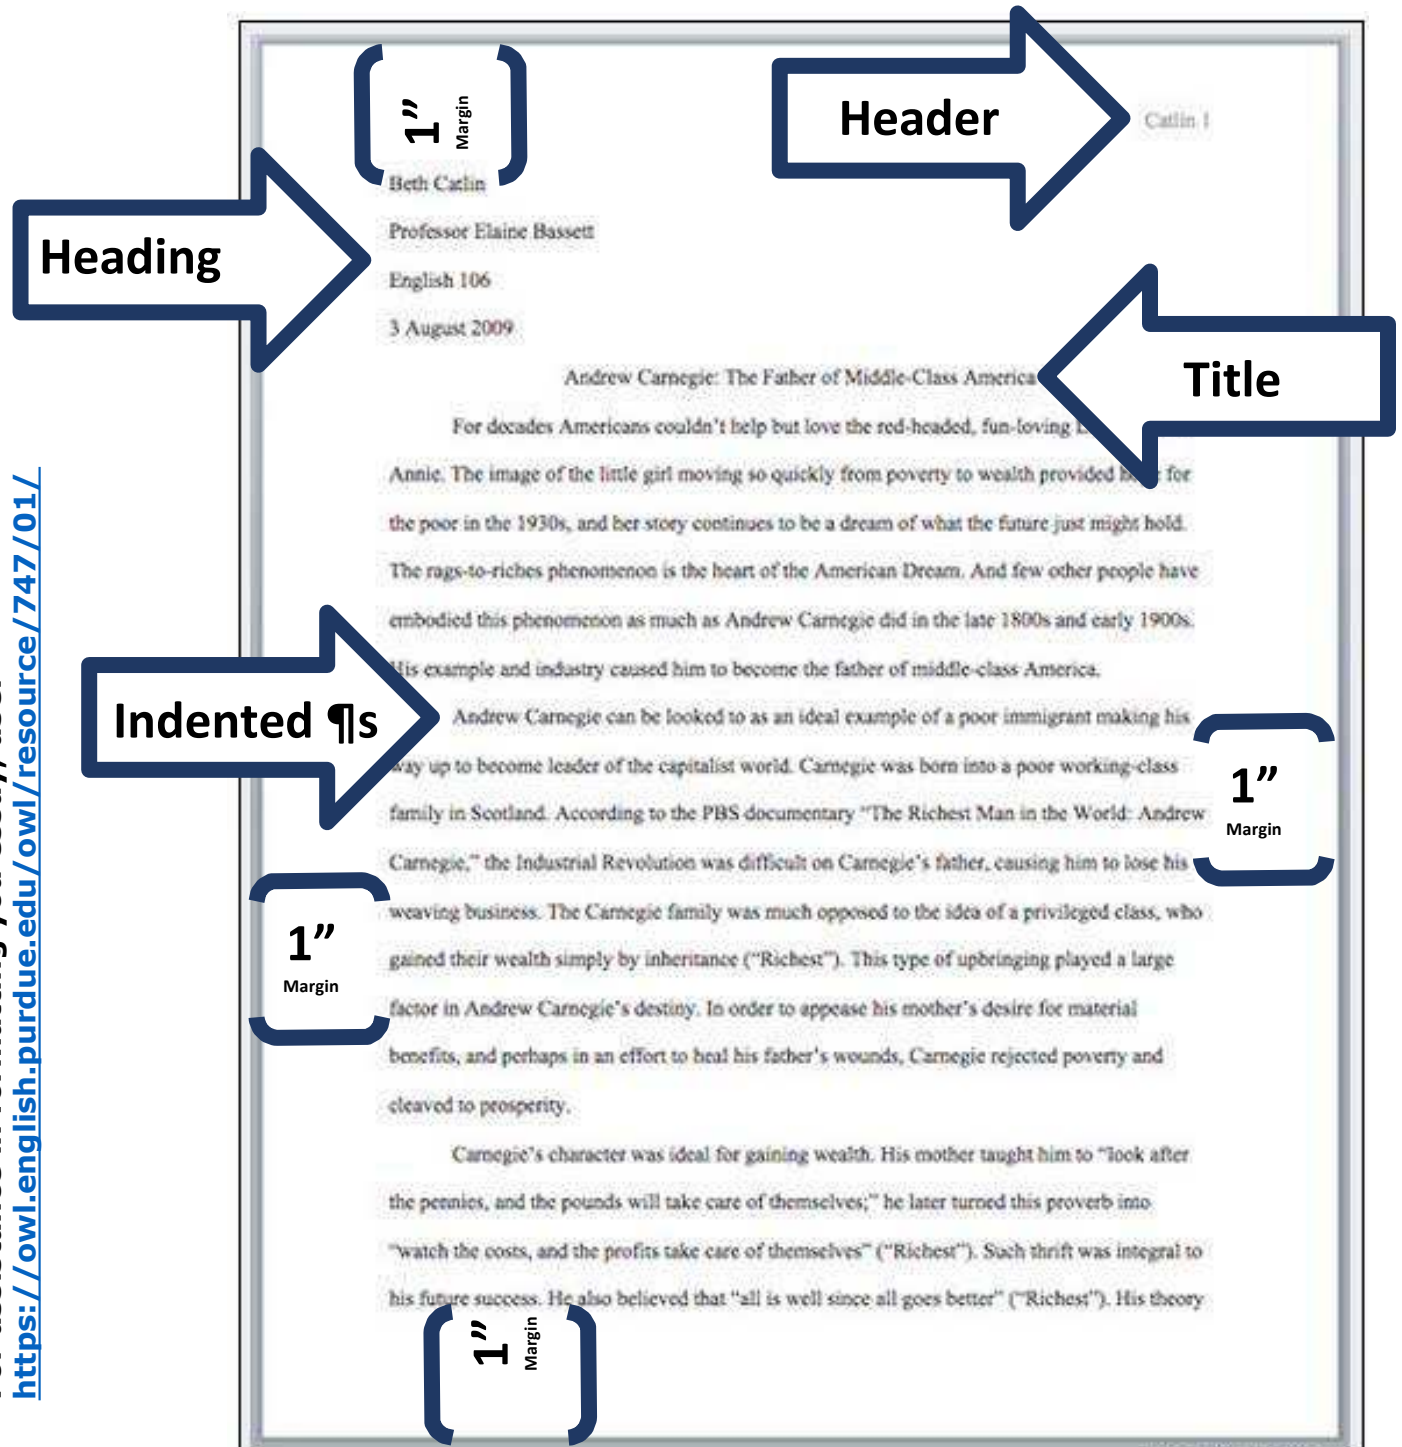 1”
Margin
Header
Catlin 1
Beth Catlin
Heading
Professor Elaine Bassett
English 106
3 August 2009
Andrew Carnegie: The Father of Middle-Class America
Title
For decades Americans couldn’t help but love the red-headed, fun-loving
Annie. The image of the little girl moving so quickly from poverty to wealth provided for
the poor in the 1930s, and her story continues to be a dream of what the future just might hold.
The rags-to-riches phenomenon is the heart of the American Dream. And few other people have
embodied this phenomenon as much as Andrew Carnegie did in the late 1800s and early 1900s.
His example and industry caused him to become the father of middle-class America.
Indented ¶s
Andrew Carnegie can be looked to as an ideal example of a poor immigrant making his
way up to become leader of the capitalist world. Carnegie was born into a poor working-class
1”
Margin
family in Scotland. According to the PBS documentary “The Richest Man in the World: Andrew
Carnegie,” the Industrial Revolution was difficult on Carnegie’s father, causing him to lose his
weaving business. The Carnegie family was much opposed to the idea of a privileged class, who
1”
Margin
gained their wealth simply by inheritance (“Richest”). This type of upbringing played a large
factor in Andrew Carnegie’s destiny. In order to appease his mother’s desire for material
benefits, and perhaps in an effort to heal his father’s wounds, Carnegie rejected poverty and
cleaved to prosperity.
Carnegie’s character was ideal for gaining wealth. His mother taught him to “look after
the pennies, and the pounds will take care of themselves;” he later turned this proverb into
“watch the costs, and the profits take care of themselves” (“Richest”). Such thrift was integral to
his future success. He also believed that “all is well since all goes better” (“Richest”). His theory
1”
Margin
https://owl.english.purdue.edu/owl/resource/747/01/